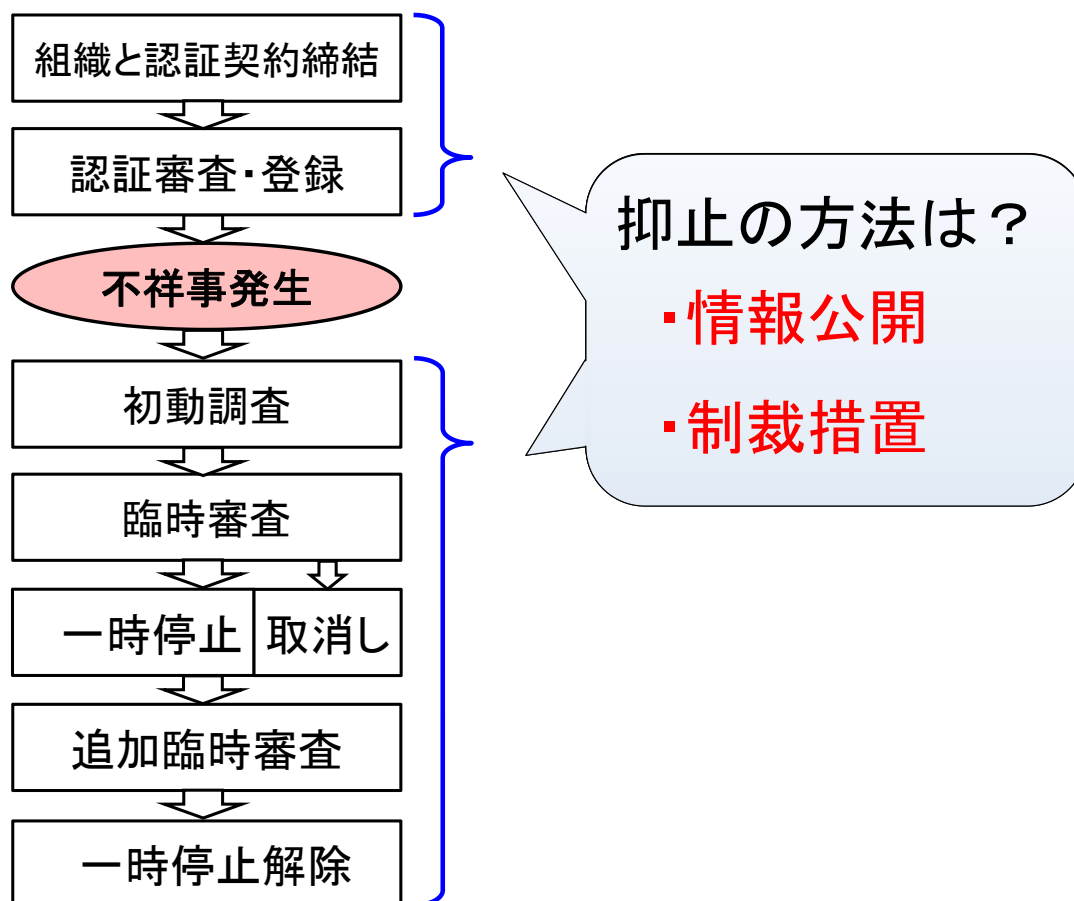 組織と認証契約締結
認証審査・登録
不祥事発生
初動調査
臨時審査
一時停止
取消し
追加臨時審査
一時停止解除
抑止の方法は？
・情報公開
・制裁措置